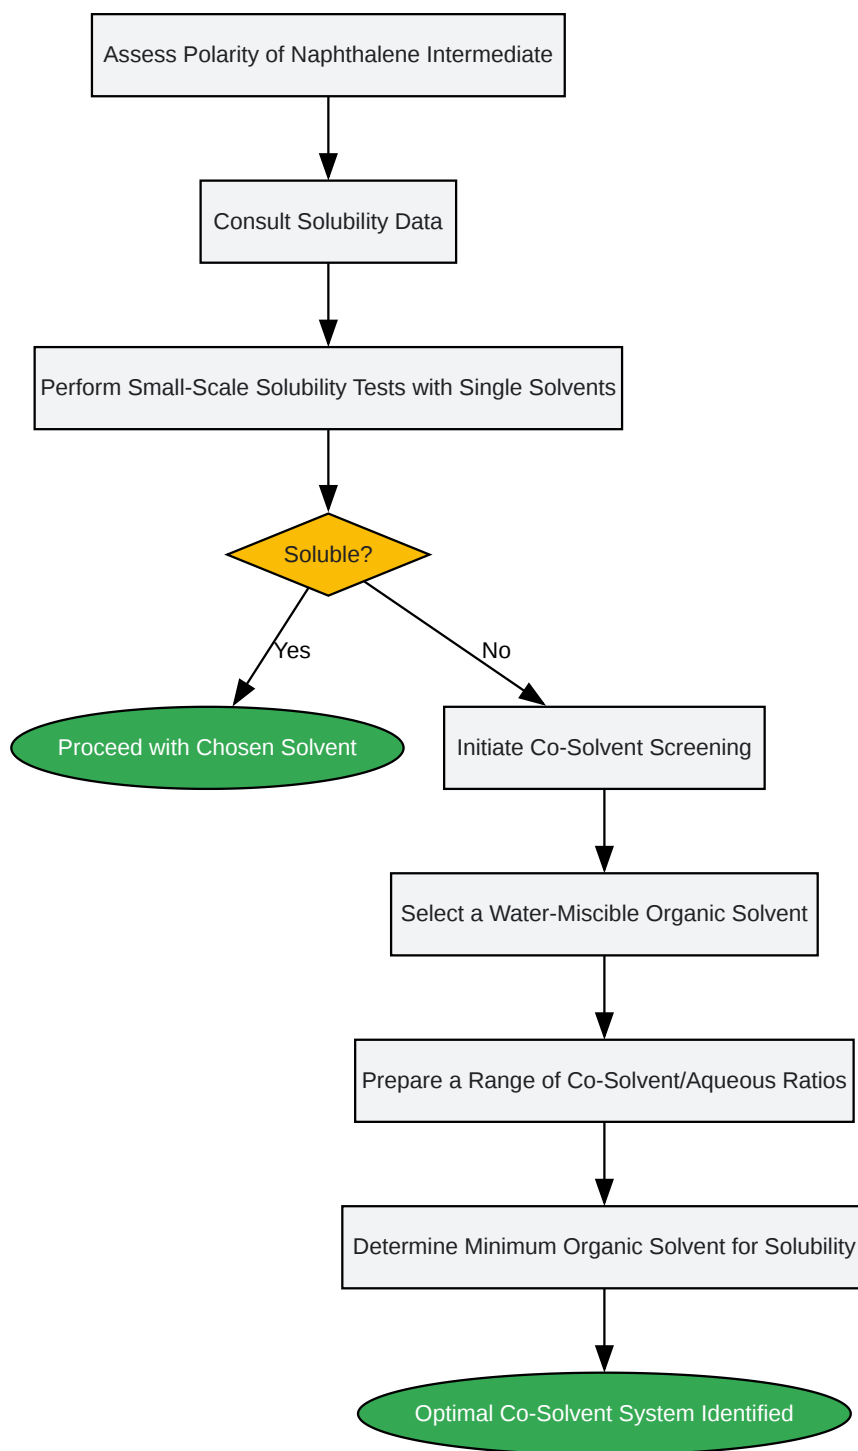 Assess Polarity of Naphthalene Intermediate
Consult Solubility Data
Perform Small-Scale Solubility Tests with Single Solvents
Soluble?
Yes
No
Proceed with Chosen Solvent
Initiate Co-Solvent Screening
Select a Water-Miscible Organic Solvent
Prepare a Range of Co-Solvent/Aqueous Ratios
Determine Minimum Organic Solvent for Solubility
Optimal Co-Solvent System Identified